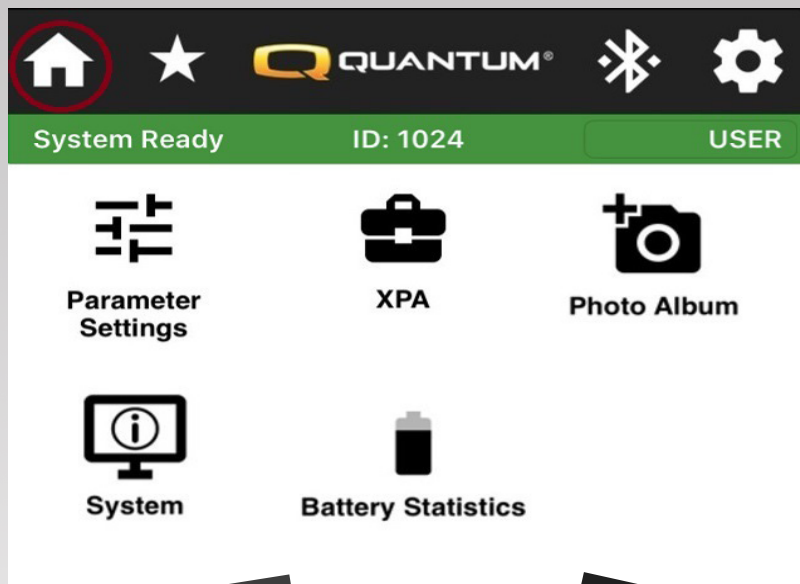 QUANTUM®
System Ready
ID: 1024
USER
Parameter
Settings
XPA
Photo Album
System
Battery Statistics